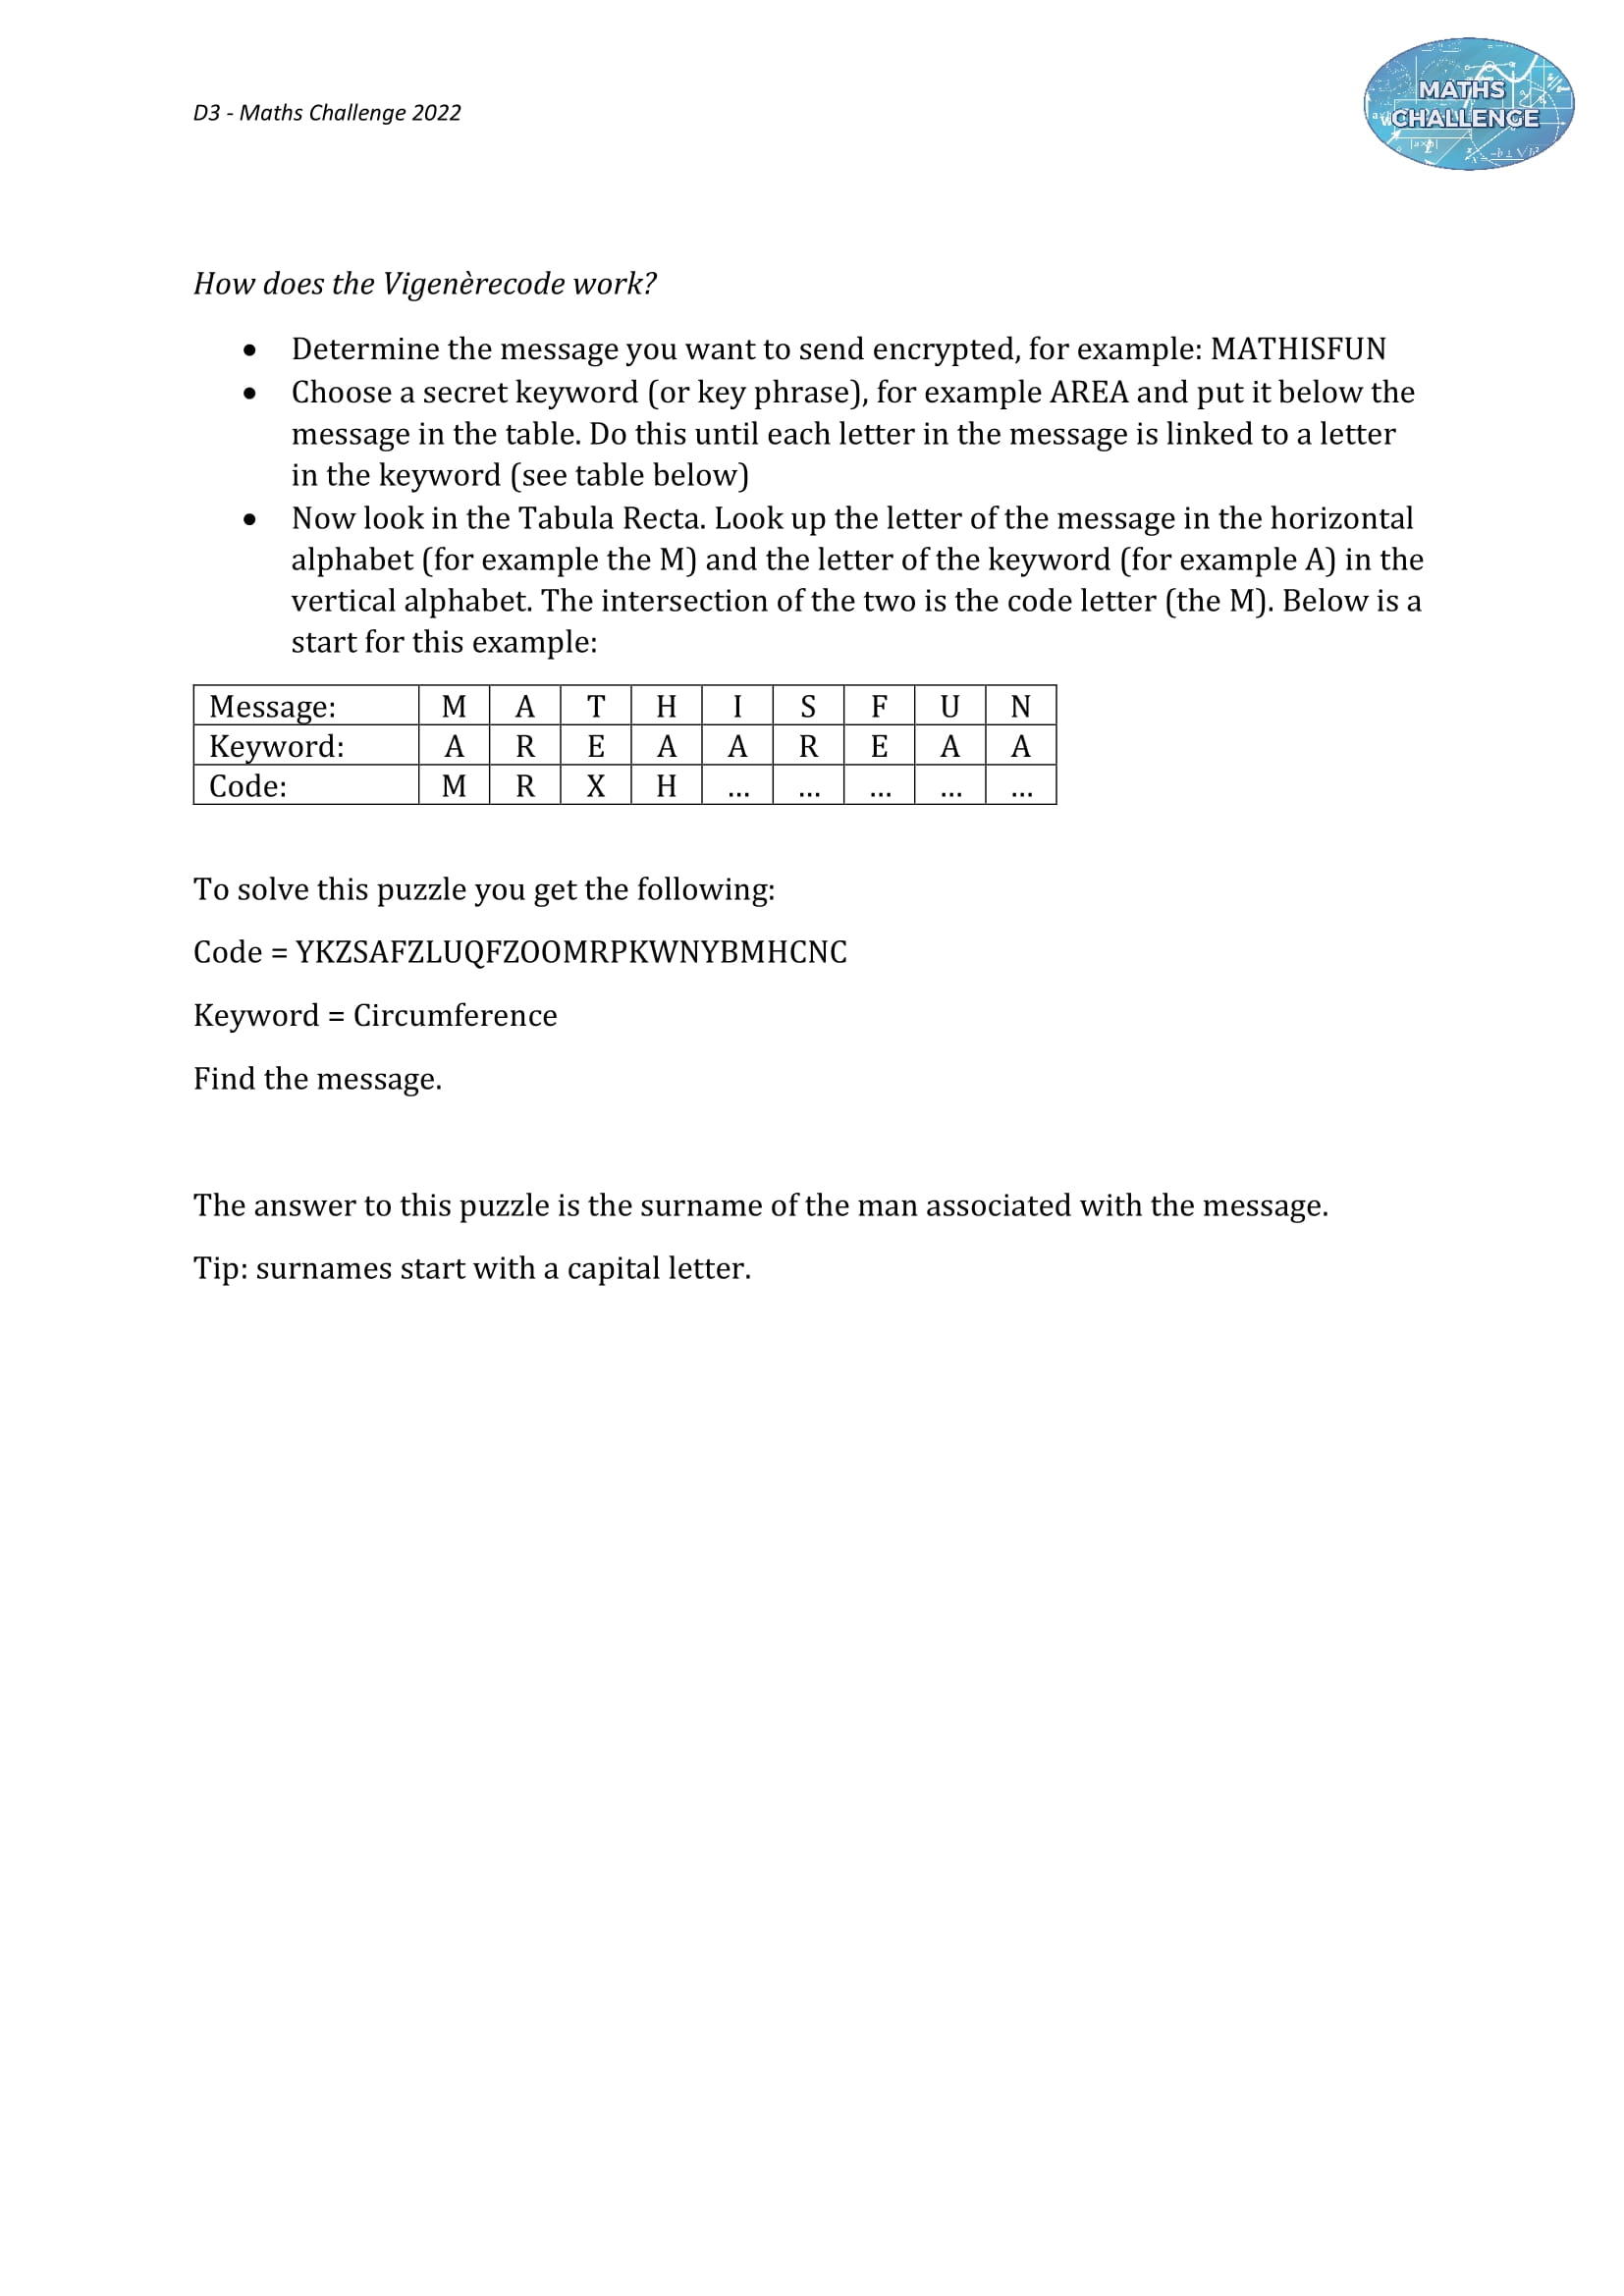 D3 - Maths Challenge 2022
MATHS
CHALLENGE
How does the Vigenèrecode work?
• Determine the message you want to send encrypted, for example: MATHISFUN
• Choose a secret keyword (or key phrase), for example AREA and put it below the
message in the table. Do this until each letter in the message is linked to a letter
in the keyword (see table below)
• Now look in the Tabula Recta. Look up the letter of the message in the horizontal
alphabet (for example the M) and the letter of the keyword (for example A) in the
vertical alphabet. The intersection of the two is the code letter (the M). Below is a
start for this example:
Message: M A T H I S F U N
Keyword: A R E A A R E A A
Code: M R X H ... ... ... ... ...
To solve this puzzle you get the following:
Code = YKZSAFZLUQFZOOMRPKWNYBMHCNC
Keyword = Circumference
Find the message.
The answer to this puzzle is the surname of the man associated with the message.
Tip: surnames start with a capital letter.